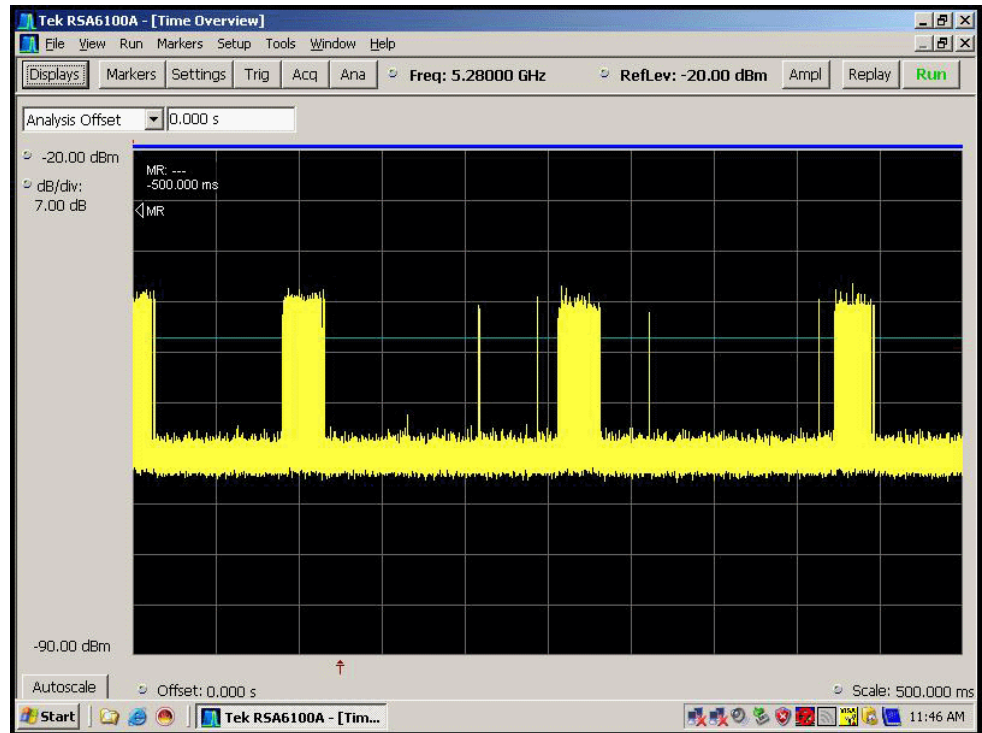 Tek RSA6100A - [Time Overview]
File View Run Markers Setup Tools Window Help
Displays Markers Settings Trig Acq Ana Freq: 5.28000 GHz RefLev: -20.00 dBm Ampl Replay Run
Analysis Offset 0.000 s
-20.00 dBm
dB/div:
7.00 dB
MR: ---
-500.000 ms
MR
-90.00 dBm
Autoscale Offset: 0.000 s Scale: 500.000 ms
Start Tek RSA6100A - [Tim... 11:46 AM